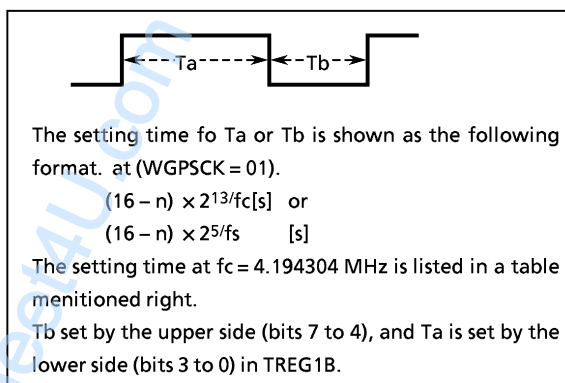 Ta Tb
The setting time fo Ta or Tb is shown as the following
format. at (WGPSCK = 01).
(16 – n) × 2^13/fc[s] or
(16 – n) × 2^5/fs [s]
The setting time at fc = 4.194304 MHz is listed in a table
menitioned right.
Tb set by the upper side (bits 7 to 4), and Ta is set by the
lower side (bits 3 to 0) in TREG1B.
eet4U.com